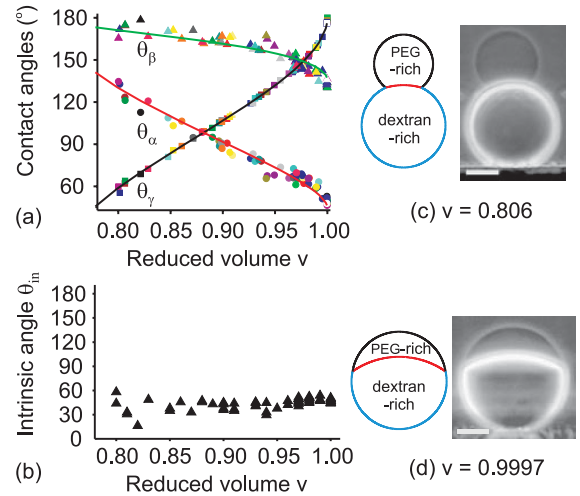 Contact angles (°)
180
150
120
90
60
θβ
θα
θγ
0.80 0.85 0.90 0.95 1.00
(a) Reduced volume v
Intrinsic angle θin
180
150
120
90
60
30
0
0.80 0.85 0.90 0.95 1.00
(b) Reduced volume v
PEG
-rich
dextran
-rich
(c) v = 0.806
PEG-rich
dextran
-rich
(d) v = 0.9997